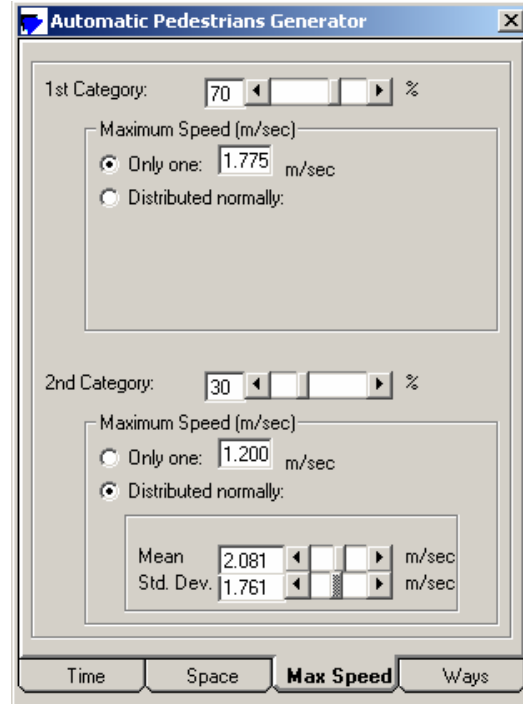 Automatic Pedestrians Generator
1st Category: 70 %
Maximum Speed (m/sec)
Only one: 1.775 m/sec
Distributed normally:
2nd Category: 30 %
Maximum Speed (m/sec)
Only one: 1.200 m/sec
Distributed normally:
Mean 2.081 m/sec
Std. Dev. 1.761 m/sec
Time Space Max Speed Ways